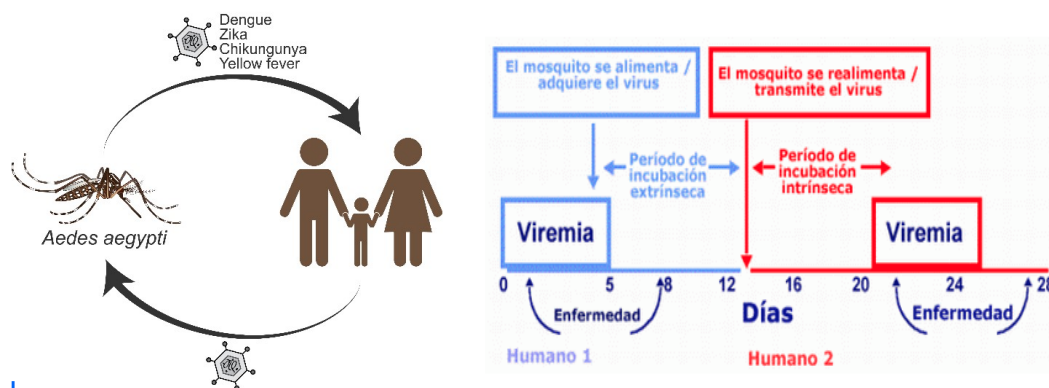 Dengue
Zika
Chikungunya
Yellow fever
Aedes aegypti
El mosquito se alimenta /
adquiere el virus
El mosquito se realimenta /
transmite el virus
Período de
incubación
extrínseca
Período de
incubación
intrínseca
Viremia
Viremia
0 5 8 12 16 20 24 28
Enfermedad
Días
Enfermedad
Humano 1
Humano 2